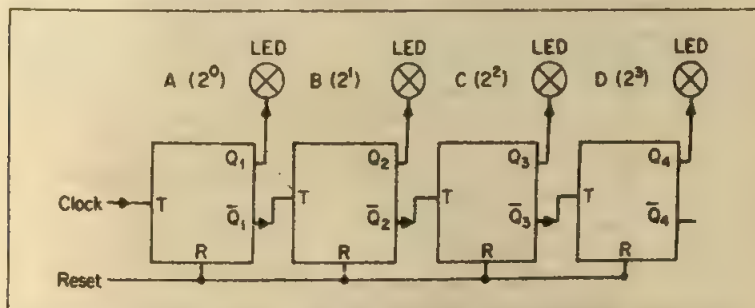 LED LED LED LED
A (2⁰) B (2¹) C (2²) D (2³)
Q₁ Q₂ Q₃ Q₄
Clock T T T T
Q̅₁ Q̅₂ Q̅₃ Q̅₄
R R R R
Reset